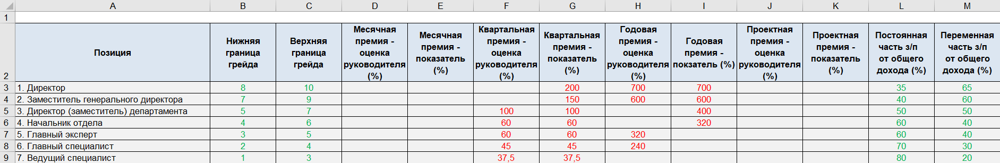 A B C D E F G H I J K L M
1
2 Позиция Нижняя граница грейда Верхняя граница грейда Месячная премия - оценка руководителя (%) Месячная премия - показатель (%) Квартальная премия - оценка руководителя (%) Квартальная премия - показатель (%) Годовая премия - оценка руководителя (%) Годовая премия - покзатель (%) Проектная премия - оценка руководителя (%) Проектная премия - показатель (%) Постоянная часть з/п от общего дохода (%) Переменная часть з/п от общего дохода (%)
3 1. Директор 8 10 200 700 700 35 65
4 2. Заместитель генерального директора 7 9 150 600 600 40 60
5 3. Директор (заместитель) департамента 5 7 100 100 400 50 50
6 4. Начальник отдела 4 6 60 60 320 60 40
7 5. Главный эксперт 3 5 60 60 320 60 40
8 6. Главный специалист 2 4 45 45 240 70 30
9 7. Ведущий специалист 1 3 37,5 37,5 80 20